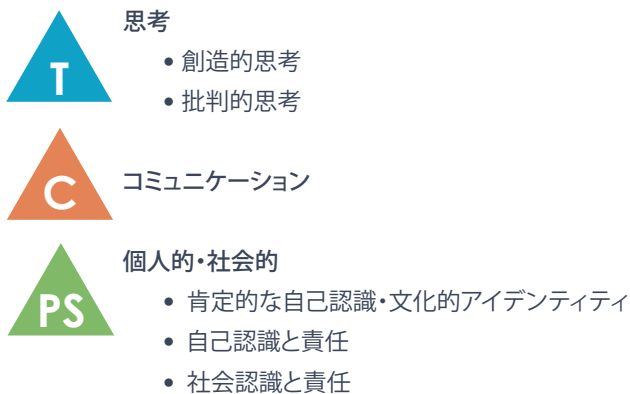 思考
T
• 創造的思考
• 批判的思考
C
コミュニケーション
個人的・社会的
PS
• 肯定的な自己認識・文化的アイデンティティ
• 自己認識と責任
• 社会認識と責任